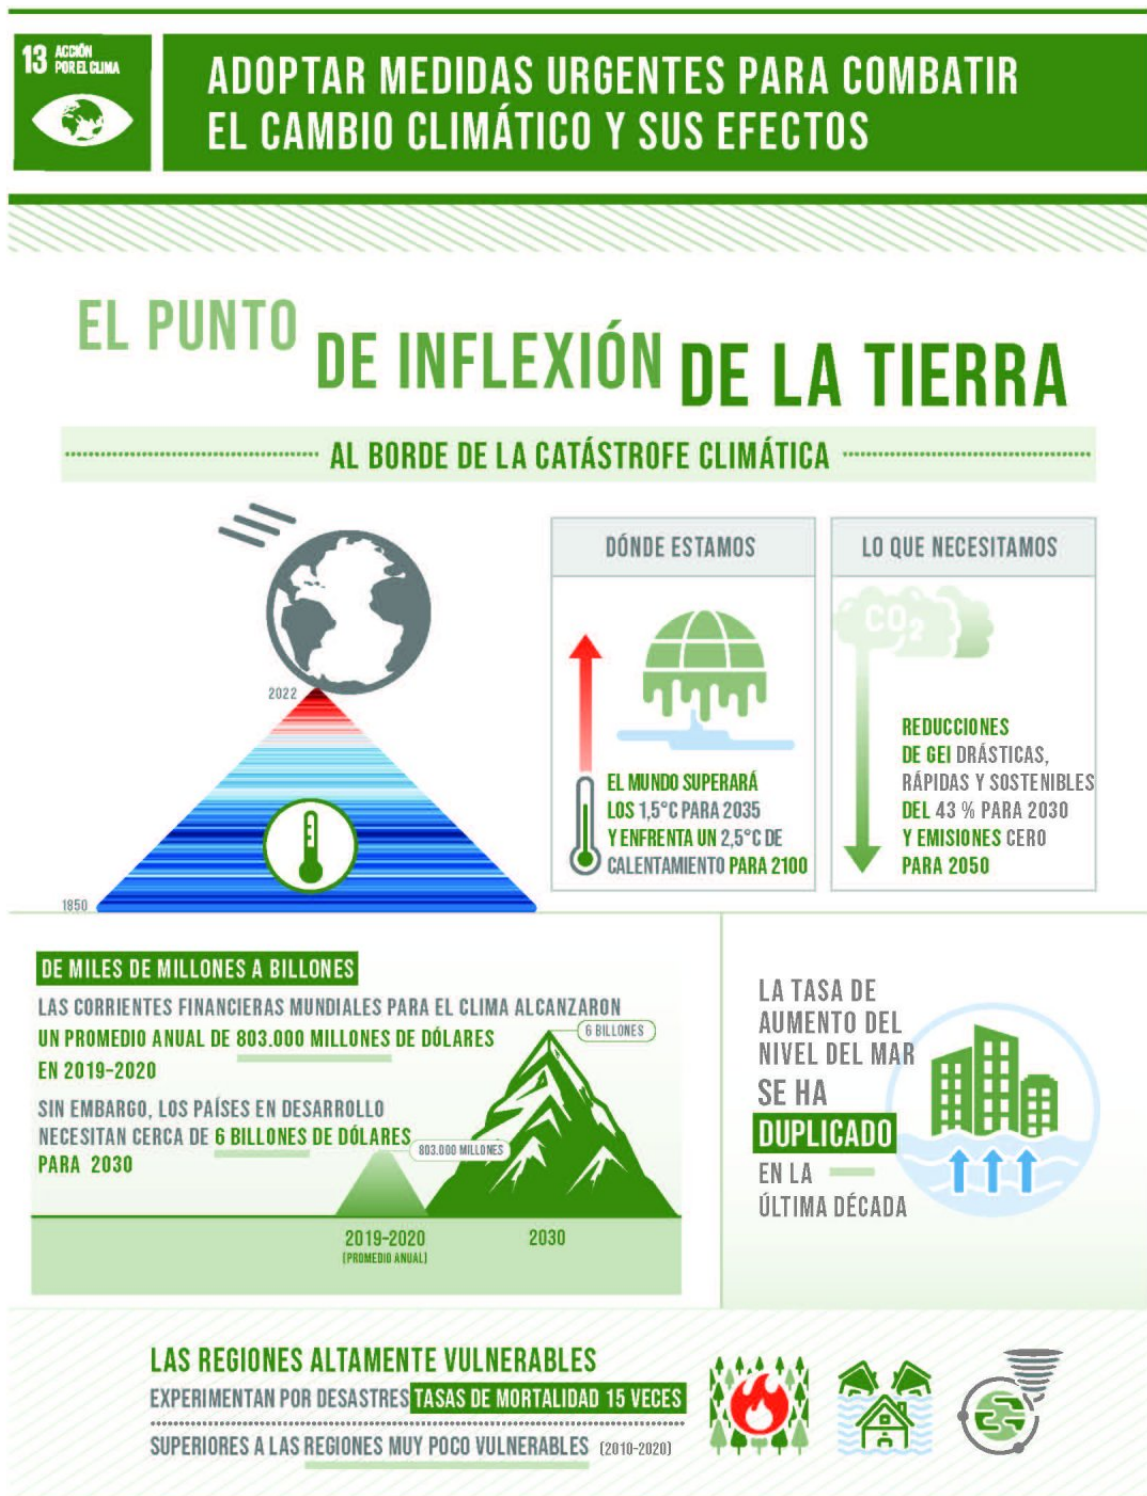 13 ACCIÓN
POR EL CLIMA
ADOPTAR MEDIDAS URGENTES PARA COMBATIR
EL CAMBIO CLIMÁTICO Y SUS EFECTOS
EL PUNTO DE INFLEXIÓN DE LA TIERRA
AL BORDE DE LA CATÁSTROFE CLIMÁTICA
2022
1850
DÓNDE ESTAMOS
EL MUNDO SUPERARÁ
LOS 1,5°C PARA 2035
Y ENFRENTA UN 2,5°C DE
CALENTAMIENTO PARA 2100
LO QUE NECESITAMOS
CO2
REDUCCIONES
DE GEI DRÁSTICAS,
RÁPIDAS Y SOSTENIBLES
DEL 43 % PARA 2030
Y EMISIONES CERO
PARA 2050
DE MILES DE MILLONES A BILLONES
LAS CORRIENTES FINANCIERAS MUNDIALES PARA EL CLIMA ALCANZARON
UN PROMEDIO ANUAL DE 803.000 MILLONES DE DÓLARES
EN 2019-2020
SIN EMBARGO, LOS PAÍSES EN DESARROLLO
NECESITAN CERCA DE 6 BILLONES DE DÓLARES
PARA 2030
6 BILLONES
803.000 MILLONES
2019-2020
(PROMEDIO ANUAL)
2030
LA TASA DE
AUMENTO DEL
NIVEL DEL MAR
SE HA
DUPLICADO
EN LA
ÚLTIMA DÉCADA
LAS REGIONES ALTAMENTE VULNERABLES
EXPERIMENTAN POR DESASTRES TASAS DE MORTALIDAD 15 VECES
SUPERIORES A LAS REGIONES MUY POCO VULNERABLES (2010-2020)